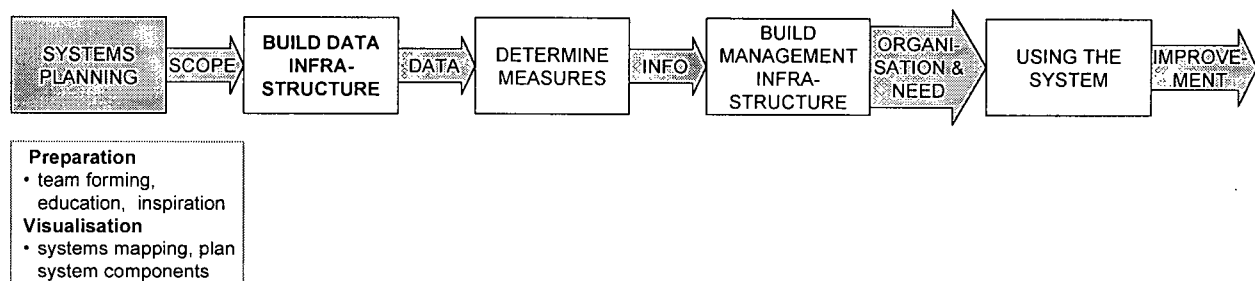 SYSTEMS
PLANNING
SCOPE
BUILD DATA
INFRA-
STRUCTURE
DATA
DETERMINE
MEASURES
INFO
BUILD
MANAGEMENT
INFRA-
STRUCTURE
ORGANI-
SATION &
NEED
USING THE
SYSTEM
IMPROVE-
MENT
Preparation
• team forming,
education, inspiration
Visualisation
• systems mapping, plan
system components